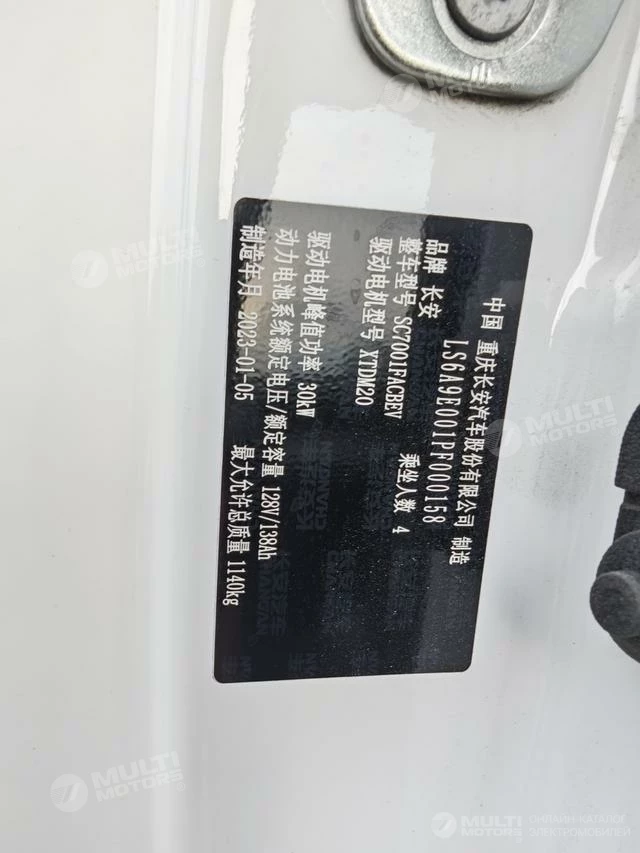 中国 重庆长安汽车股份有限公司 制造
LS6A9E001PF000158
品牌 长安
整车型号 SC7001FACBEV 乘坐人数 4
驱动电机型号 XTDM20
驱动电机峰值功率 30kW
动力电池系统额定电压/额定容量 128V/138Ah
制造年月 2023-01-05 最大允许总质量 1140kg
MULTI MOTORS
MULTI MOTORS
MULTI MOTORS
MULTI MOTORS ОНЛАЙН-КАТАЛОГ ЭЛЕКТРОМОБИЛЕЙ